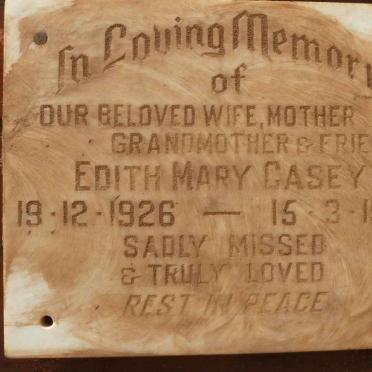 In Loving Memory
of
OUR BELOVED WIFE, MOTHER
GRANDMOTHER & FRIE
EDITH MARY CASEY
19·12·1926 — 15·3·1
SADLY MISSED
& TRULY LOVED
REST IN PEACE